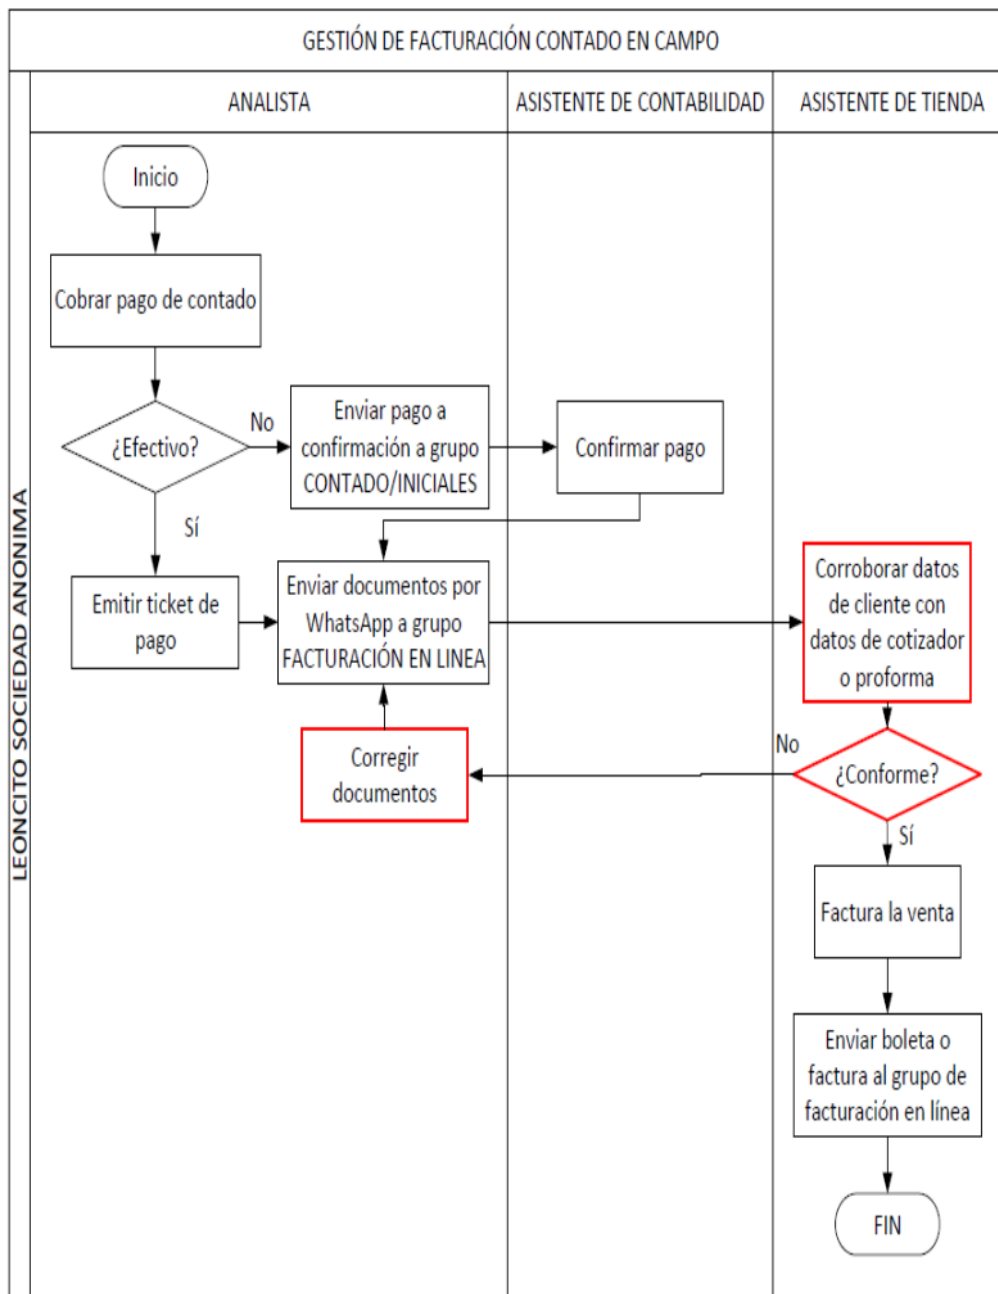 GESTIÓN DE FACTURACIÓN CONTADO EN CAMPO
LEONCITO SOCIEDAD ANONIMA
ANALISTA
ASISTENTE DE CONTABILIDAD
ASISTENTE DE TIENDA
Inicio
Cobrar pago de contado
¿Efectivo?
No
Enviar pago a
confirmación a grupo
CONTADO/INICIALES
Confirmar pago
Sí
Emitir ticket de
pago
Enviar documentos por
WhatsApp a grupo
FACTURACIÓN EN LINEA
Corroborar datos
de cliente con
datos de cotizador
o proforma
¿Conforme?
No
Corregir
documentos
Sí
Factura la venta
Enviar boleta o
factura al grupo de
facturación en línea
FIN